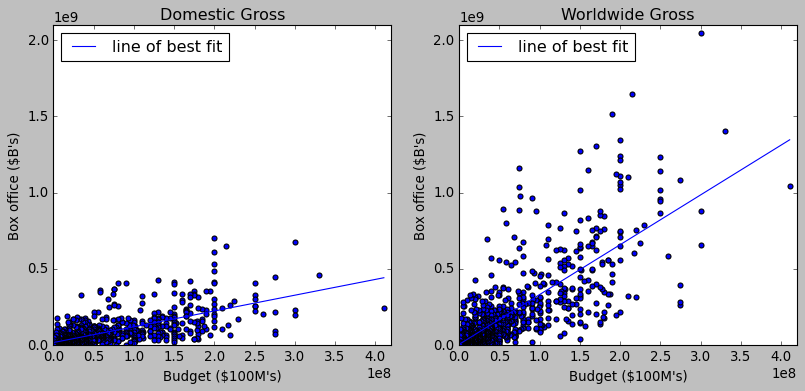 Domestic Gross
1e9
line of best fit
2.0
1.5
1.0
0.5
0.0
Box office ($B's)
0.0 0.5 1.0 1.5 2.0 2.5 3.0 3.5 4.0
1e8
Budget ($100M's)
Worldwide Gross
1e9
line of best fit
2.0
1.5
1.0
0.5
0.0
Box office ($B's)
0.0 0.5 1.0 1.5 2.0 2.5 3.0 3.5 4.0
1e8
Budget ($100M's)